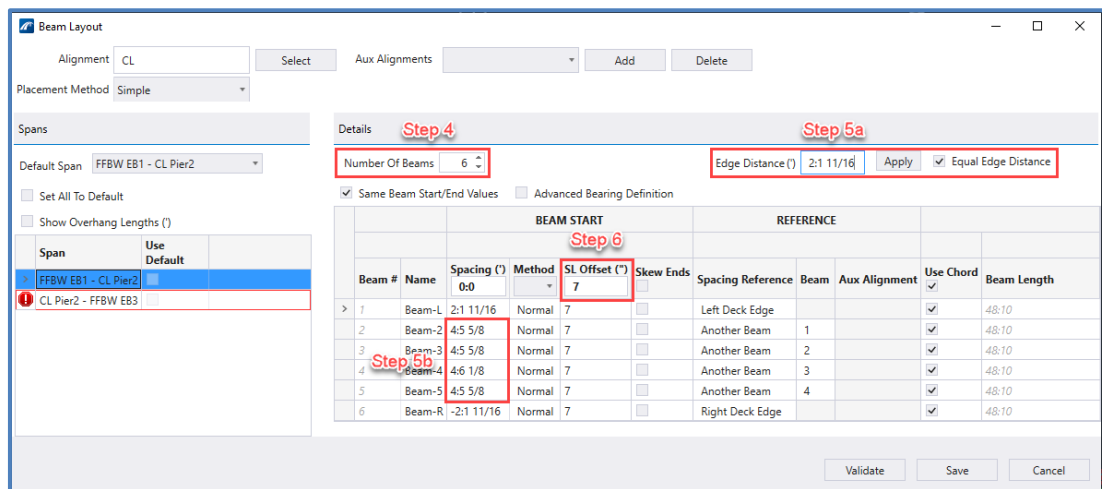 Beam Layout
Alignment CL Select Aux Alignments Add Delete
Placement Method Simple
Spans Details Step 4 Step 5a
Default Span FFBW EB1 - CL Pier2 Number Of Beams 6 Edge Distance (') 2:1 11/16 Apply Equal Edge Distance
Set All To Default Same Beam Start/End Values Advanced Bearing Definition
Show Overhang Lengths (')
BEAM START REFERENCE
Step 6
Span Use Default
Beam # Name Spacing (') 0:0 Method SL Offset (") 7 Skew Ends Spacing Reference Beam Aux Alignment Use Chord Beam Length
FFBW EB1 - CL Pier2
CL Pier2 - FFBW EB3
1 Beam-L 2:1 11/16 Normal 7 Left Deck Edge 48:10
2 Beam-2 4:5 5/8 Normal 7 Another Beam 1 48:10
3 Beam-3 4:5 5/8 Normal 7 Another Beam 2 48:10
Step 5b
4 Beam-4 4:6 1/8 Normal 7 Another Beam 3 48:10
5 Beam-5 4:5 5/8 Normal 7 Another Beam 4 48:10
6 Beam-R -2:1 11/16 Normal 7 Right Deck Edge 48:10
Validate Save Cancel